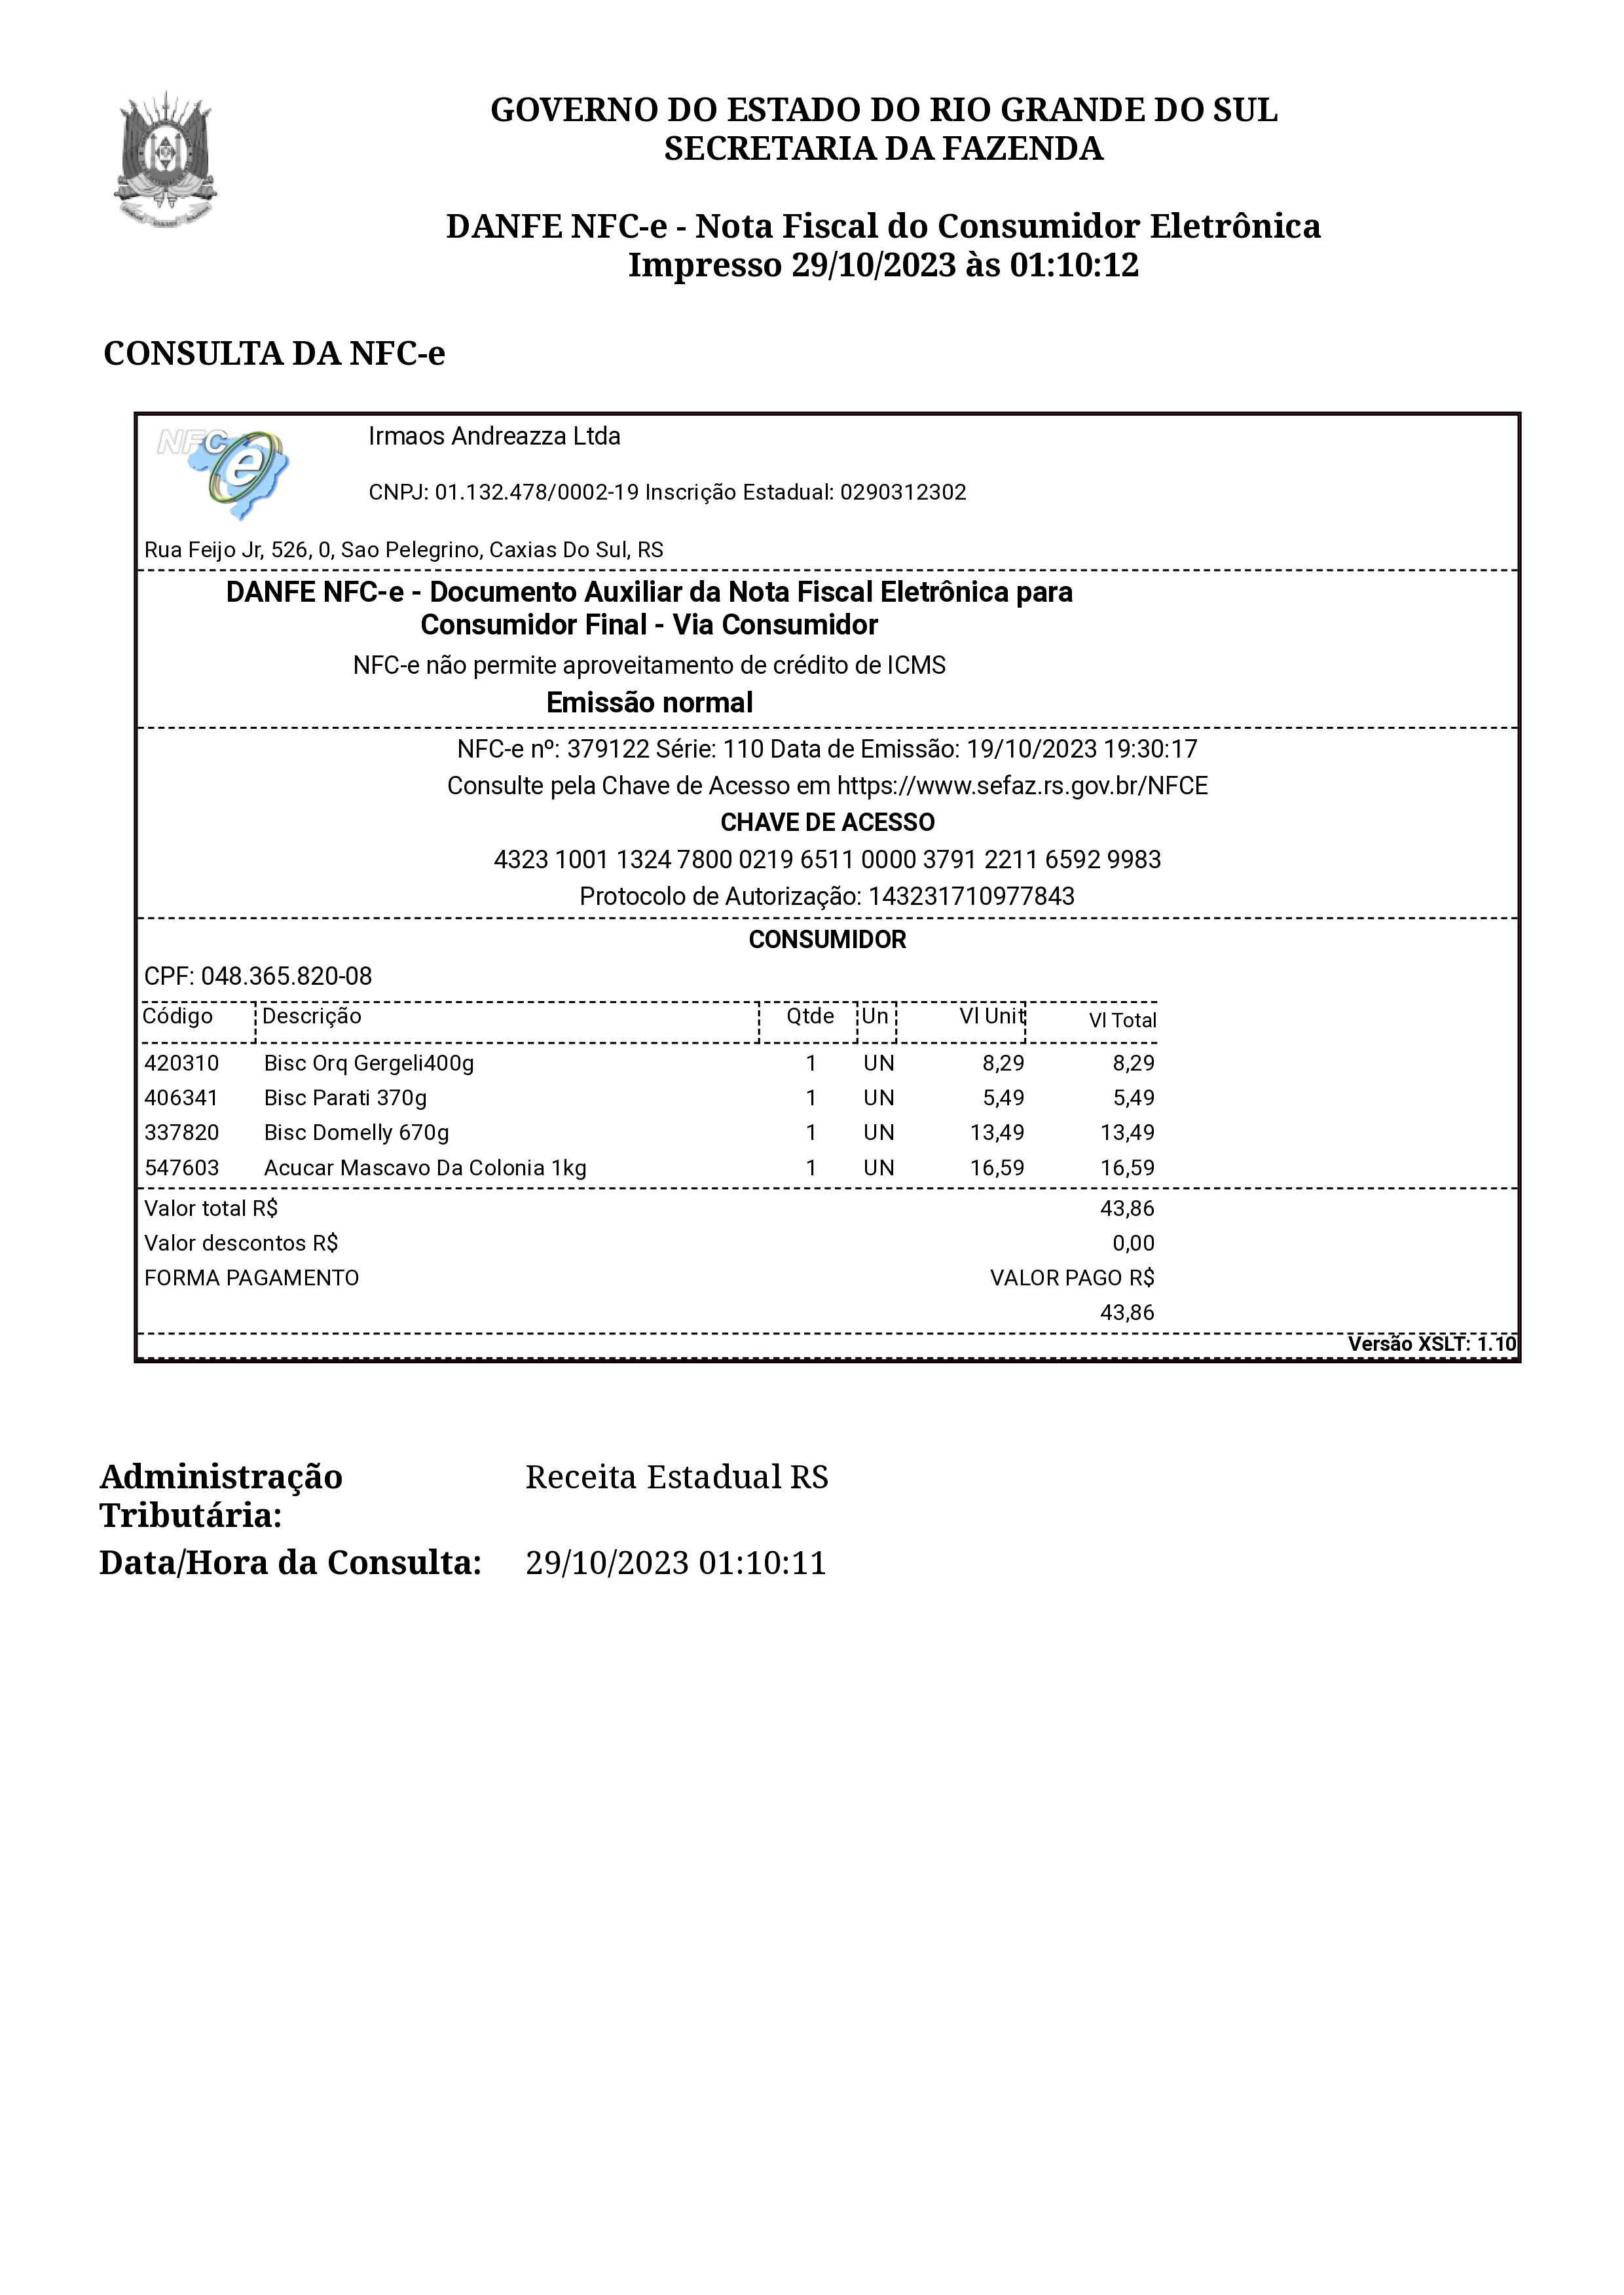 GOVERNO DO ESTADO DO RIO GRANDE DO SUL
SECRETARIA DA FAZENDA
DANFE NFC-e - Nota Fiscal do Consumidor Eletrônica
Impresso 29/10/2023 às 01:10:12
CONSULTA DA NFC-e
NFC e
Irmaos Andreazza Ltda
CNPJ: 01.132.478/0002-19 Inscrição Estadual: 0290312302
Rua Feijo Jr, 526, 0, Sao Pelegrino, Caxias Do Sul, RS
DANFE NFC-e - Documento Auxiliar da Nota Fiscal Eletrônica para
Consumidor Final - Via Consumidor
NFC-e não permite aproveitamento de crédito de ICMS
Emissão normal
NFC-e nº: 379122 Série: 110 Data de Emissão: 19/10/2023 19:30:17
Consulte pela Chave de Acesso em https://www.sefaz.rs.gov.br/NFCE
CHAVE DE ACESSO
4323 1001 1324 7800 0219 6511 0000 3791 2211 6592 9983
Protocolo de Autorização: 143231710977843
CONSUMIDOR
CPF: 048.365.820-08
Código Descrição Qtde Un Vl Unit Vl Total
420310 Bisc Orq Gergeli400g 1 UN 8,29 8,29
406341 Bisc Parati 370g 1 UN 5,49 5,49
337820 Bisc Domelly 670g 1 UN 13,49 13,49
547603 Acucar Mascavo Da Colonia 1kg 1 UN 16,59 16,59
Valor total R$ 43,86
Valor descontos R$ 0,00
FORMA PAGAMENTO VALOR PAGO R$
43,86
Versão XSLT: 1.10
Administração Tributária: Receita Estadual RS
Data/Hora da Consulta: 29/10/2023 01:10:11